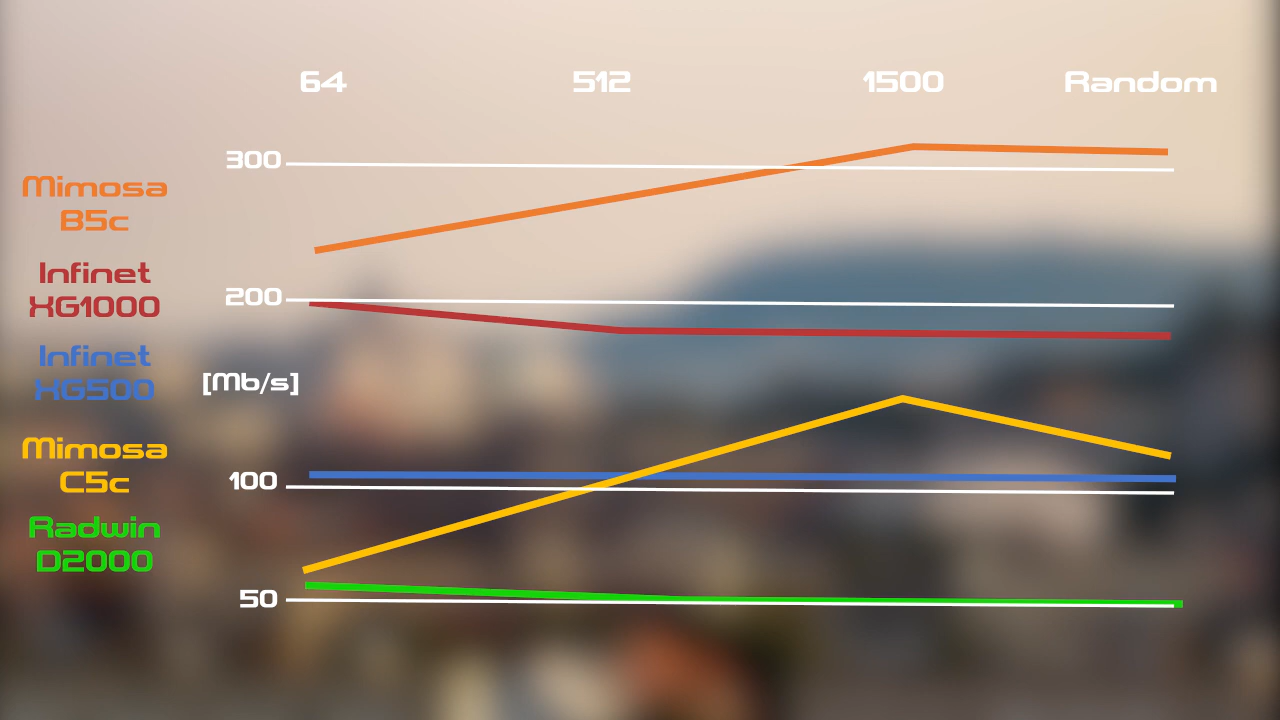 64 512 1500 Random
300
Mimosa
B5c
Infinet
XG1000
200
Infinet
XG500
[Mb/s]
Mimosa
C5c
100
Radwin
D2000
50